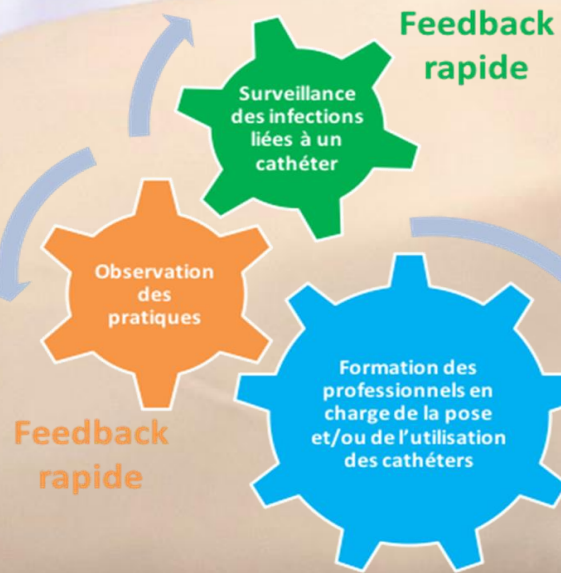 Feedback
rapide
Surveillance
des infections
liées à un
cathéter
Observation
des
pratiques
Formation des
professionnels en
charge de la pose
et/ou de l’utilisation
des cathéters
Feedback
rapide